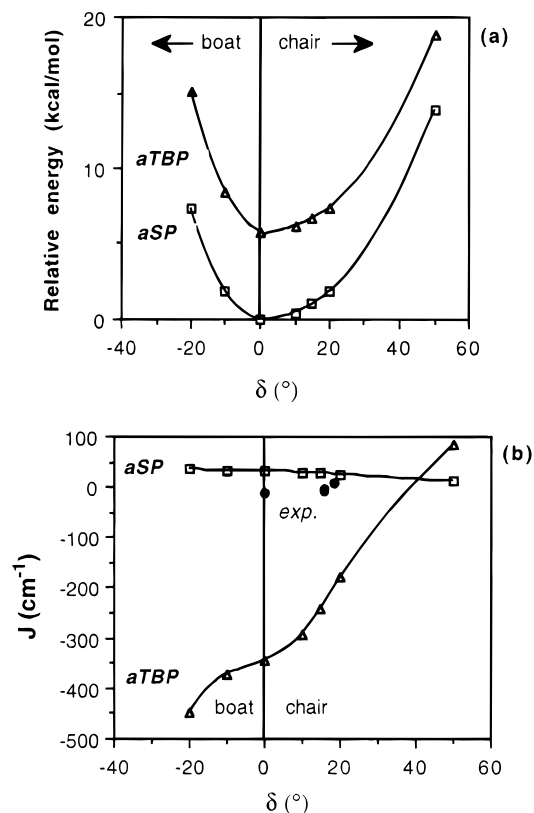 (a)
20
10
0
Relative energy (kcal/mol)
boat chair
aTBP
aSP
-40 -20 0 20 40 60
δ (°)
(b)
100
0
-100
-200
-300
-400
-500
J (cm-1)
aSP
exp.
aTBP
boat chair
-40 -20 0 20 40 60
δ (°)